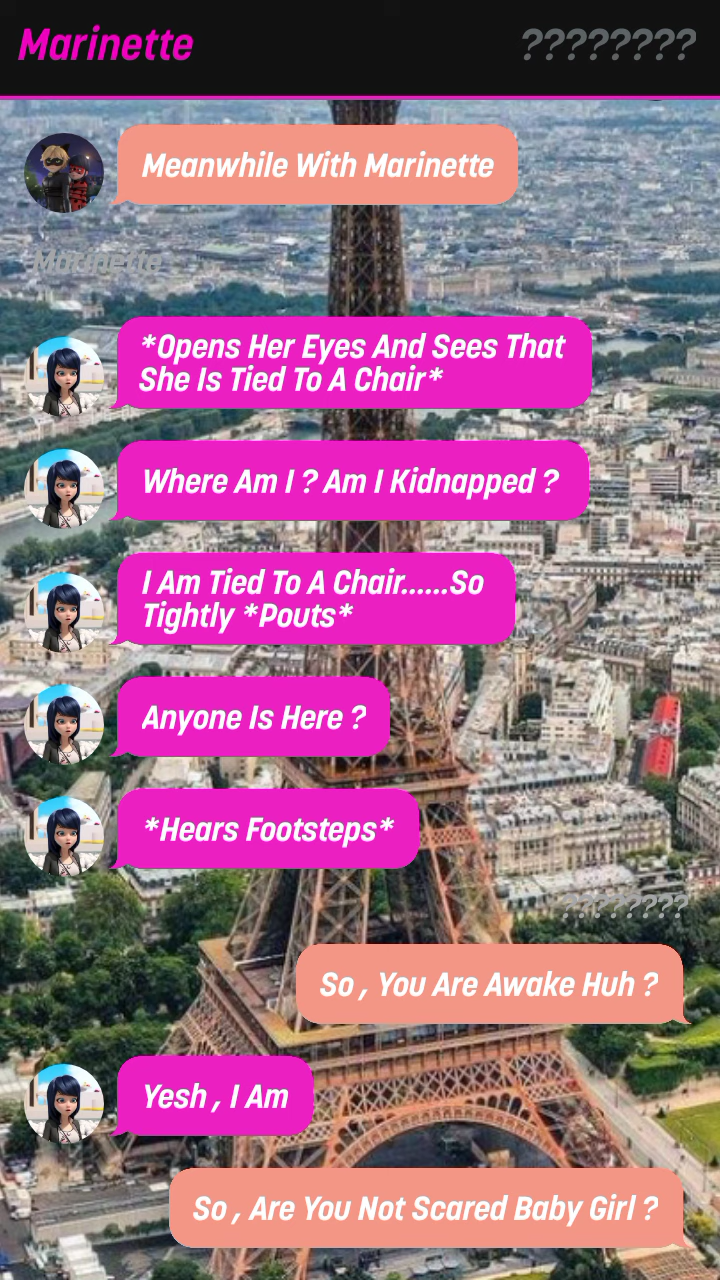 Marinette ????????
Meanwhile With Marinette
Marinette
*Opens Her Eyes And Sees That
She Is Tied To A Chair*
Where Am I ? Am I Kidnapped ?
I Am Tied To A Chair......So
Tightly *Pouts*
Anyone Is Here ?
*Hears Footsteps*
????????
So , You Are Awake Huh ?
Yesh , I Am
So , Are You Not Scared Baby Girl ?